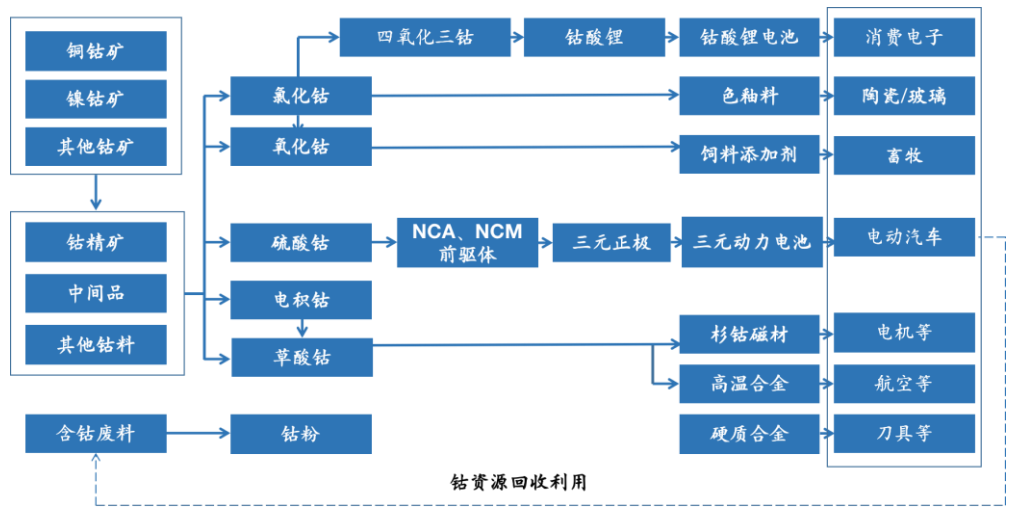 铜钴矿
镍钴矿
其他钴矿
钴精矿
中间品
其他钴料
含钴废料
四氧化三钴
钴酸锂
钴酸锂电池
消费电子
氯化钴
色釉料
陶瓷/玻璃
氧化钴
饲料添加剂
畜牧
硫酸钴
NCA、NCM
前驱体
三元正极
三元动力电池
电动汽车
电积钴
草酸钴
杉钴磁材
电机等
高温合金
航空等
钴粉
硬质合金
刀具等
钴资源回收利用